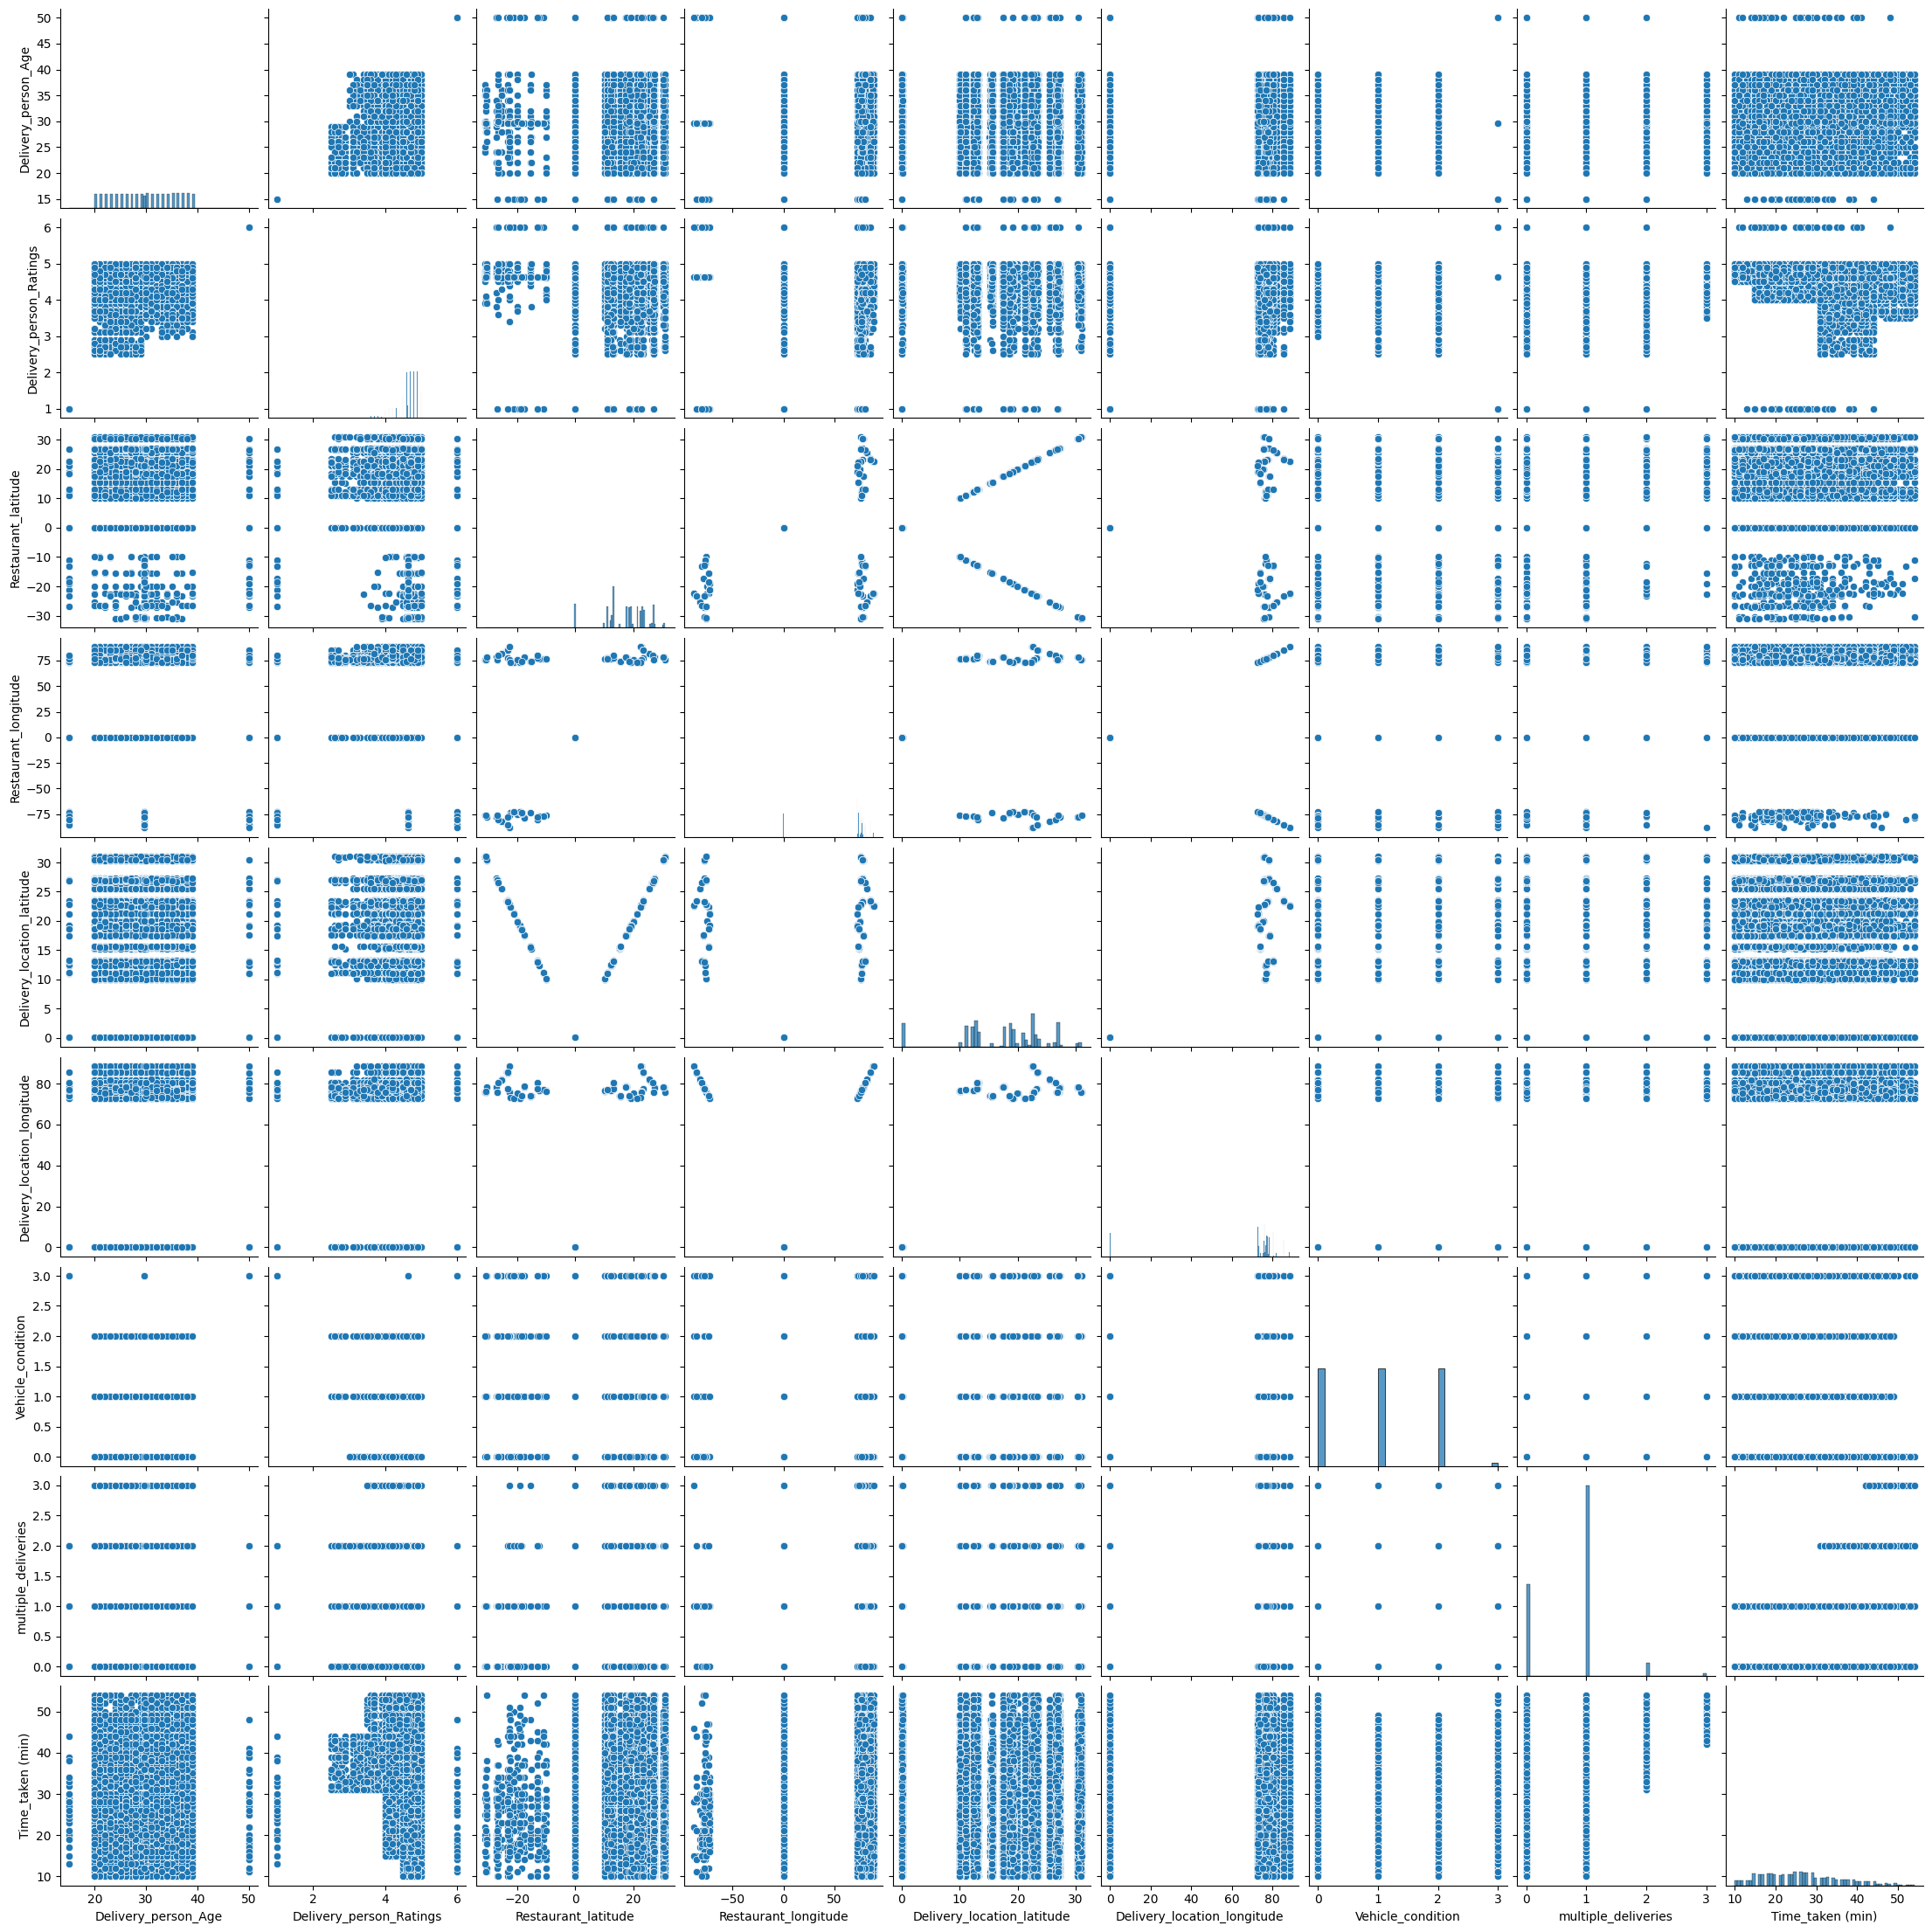 50
45
40
35
30
25
20
15
Delivery_person_Age
6
5
4
3
2
1
Delivery_person_Ratings
30
20
10
0
−10
−20
−30
Restaurant_latitude
75
50
25
0
−25
−50
−75
Restaurant_longitude
30
25
20
15
10
5
0
Delivery_location_latitude
80
60
40
20
0
Delivery_location_longitude
3.0
2.5
2.0
1.5
1.0
0.5
0.0
Vehicle_condition
3.0
2.5
2.0
1.5
1.0
0.5
0.0
multiple_deliveries
50
40
30
20
10
Time_taken (min)
20 30 40 50
Delivery_person_Age
2 4 6
Delivery_person_Ratings
−20 0 20
Restaurant_latitude
−50 0 50
Restaurant_longitude
0 10 20 30
Delivery_location_latitude
0 20 40 60 80
Delivery_location_longitude
0 1 2 3
Vehicle_condition
0 1 2 3
multiple_deliveries
10 20 30 40 50
Time_taken (min)